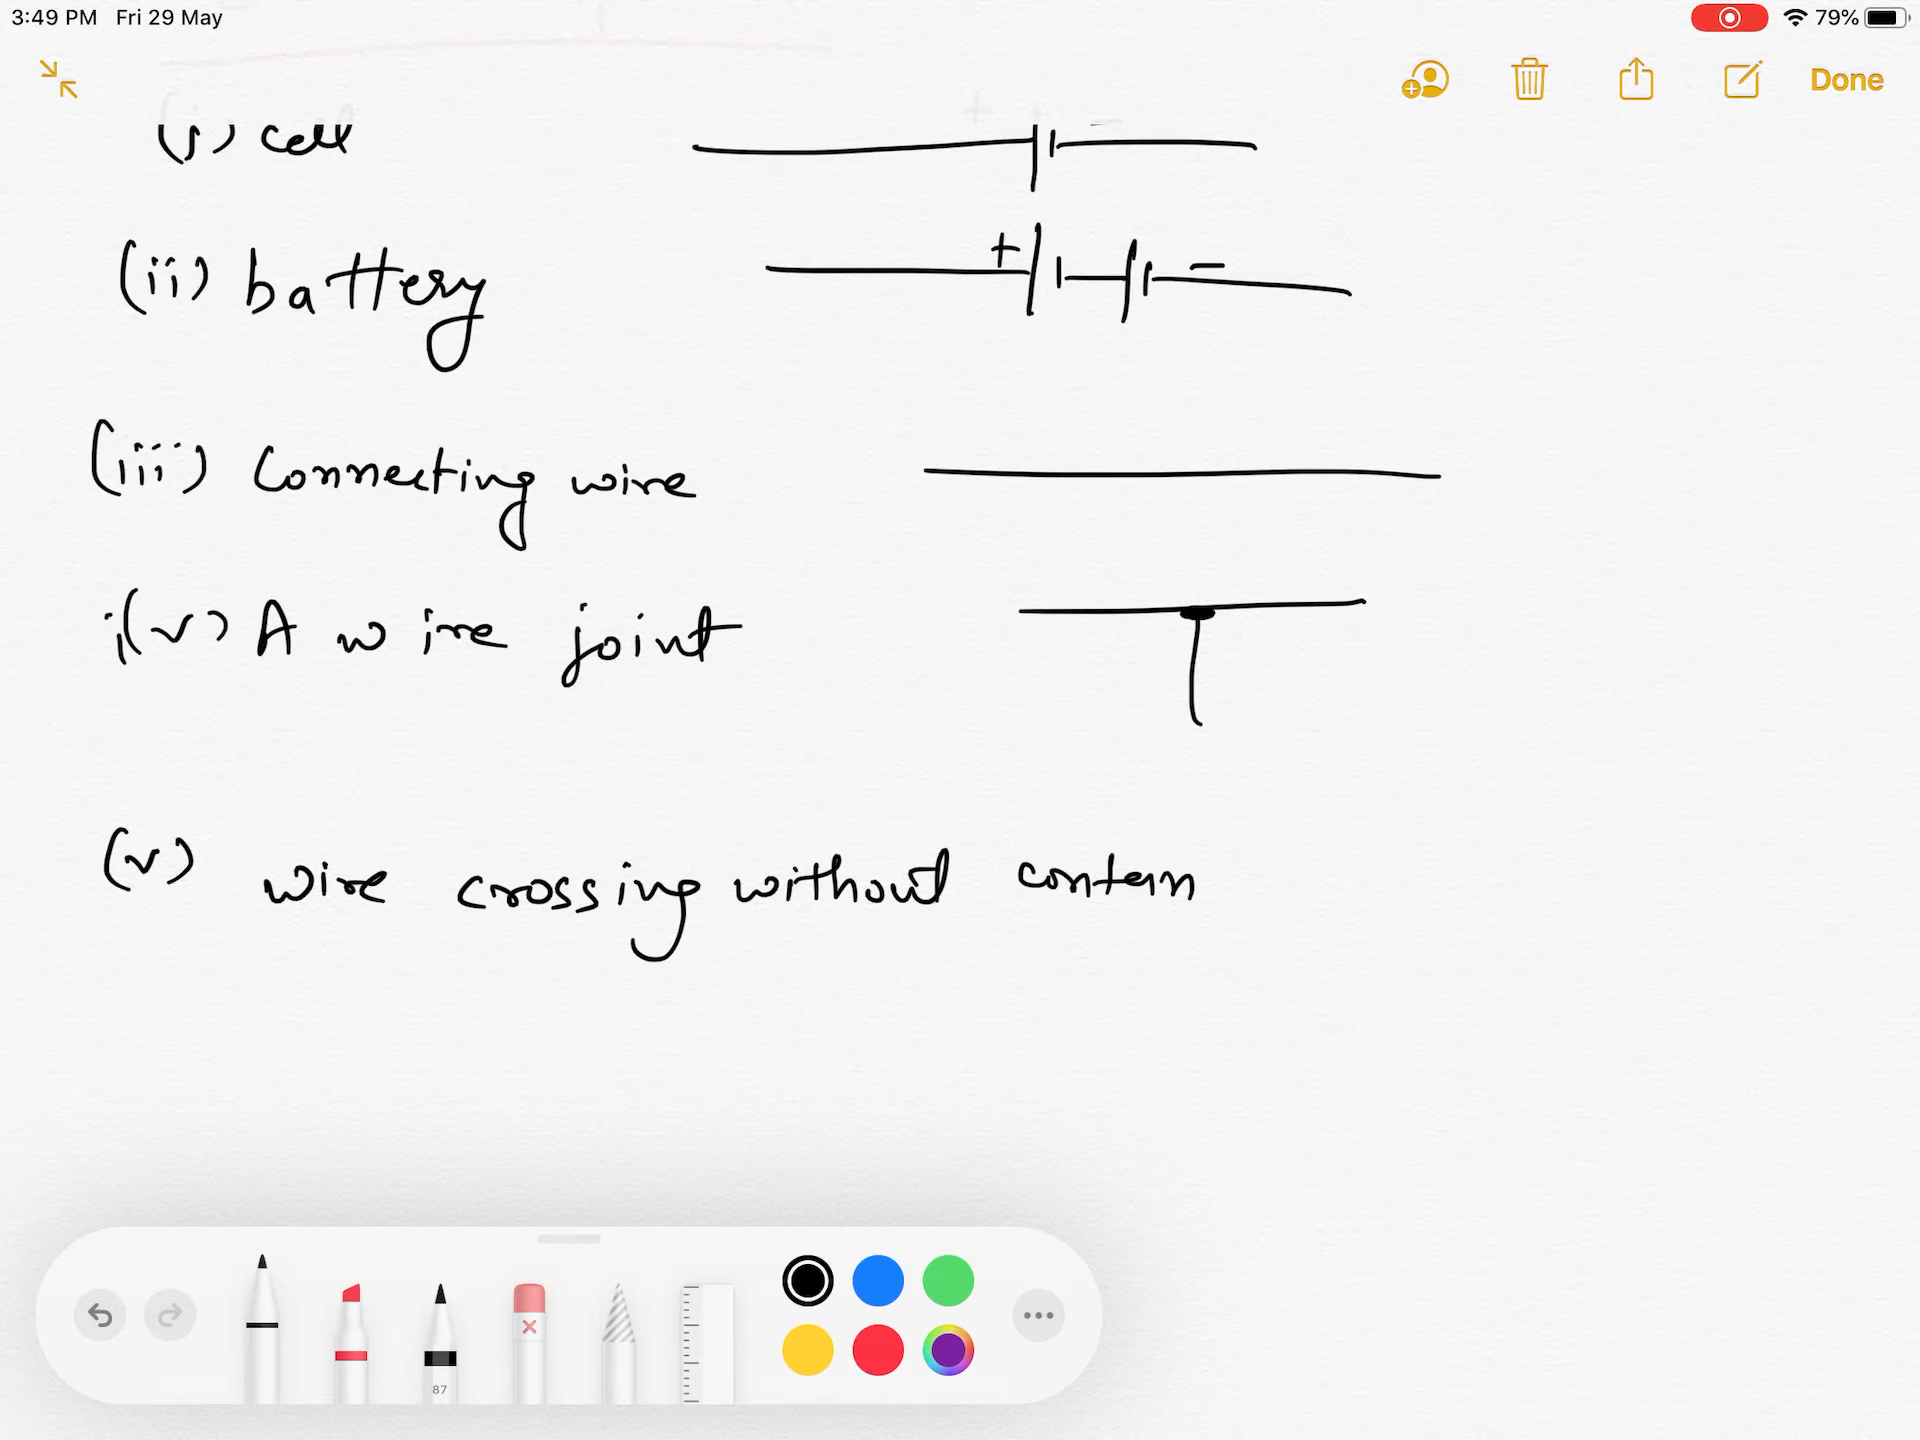 3:49 PM Fri 29 May
79%
Done
(i) cell
+ -
(ii) battery
+ -
(iii) Connecting wire
i(v) A wire joint
(v) wire crossing without contam
87